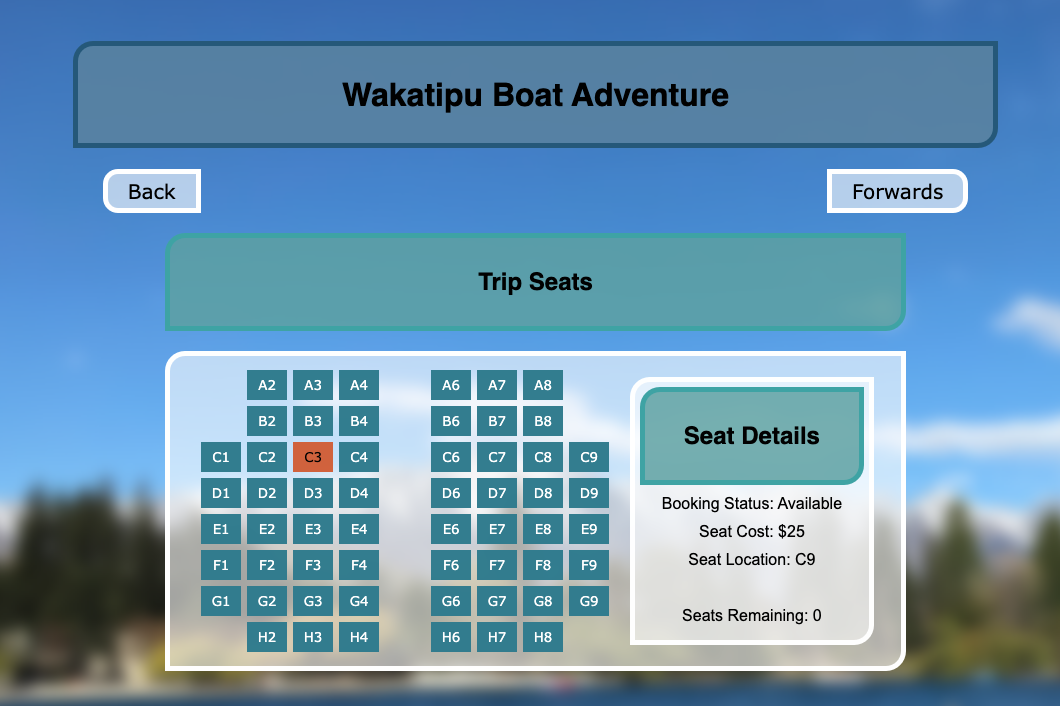 Wakatipu Boat Adventure
Back Forwards
Trip Seats
A2 A3 A4 A6 A7 A8
B2 B3 B4 B6 B7 B8
C1 C2 C3 C4 C6 C7 C8 C9
D1 D2 D3 D4 D6 D7 D8 D9
E1 E2 E3 E4 E6 E7 E8 E9
F1 F2 F3 F4 F6 F7 F8 F9
G1 G2 G3 G4 G6 G7 G8 G9
H2 H3 H4 H6 H7 H8
Seat Details
Booking Status: Available
Seat Cost: $25
Seat Location: C9
Seats Remaining: 0